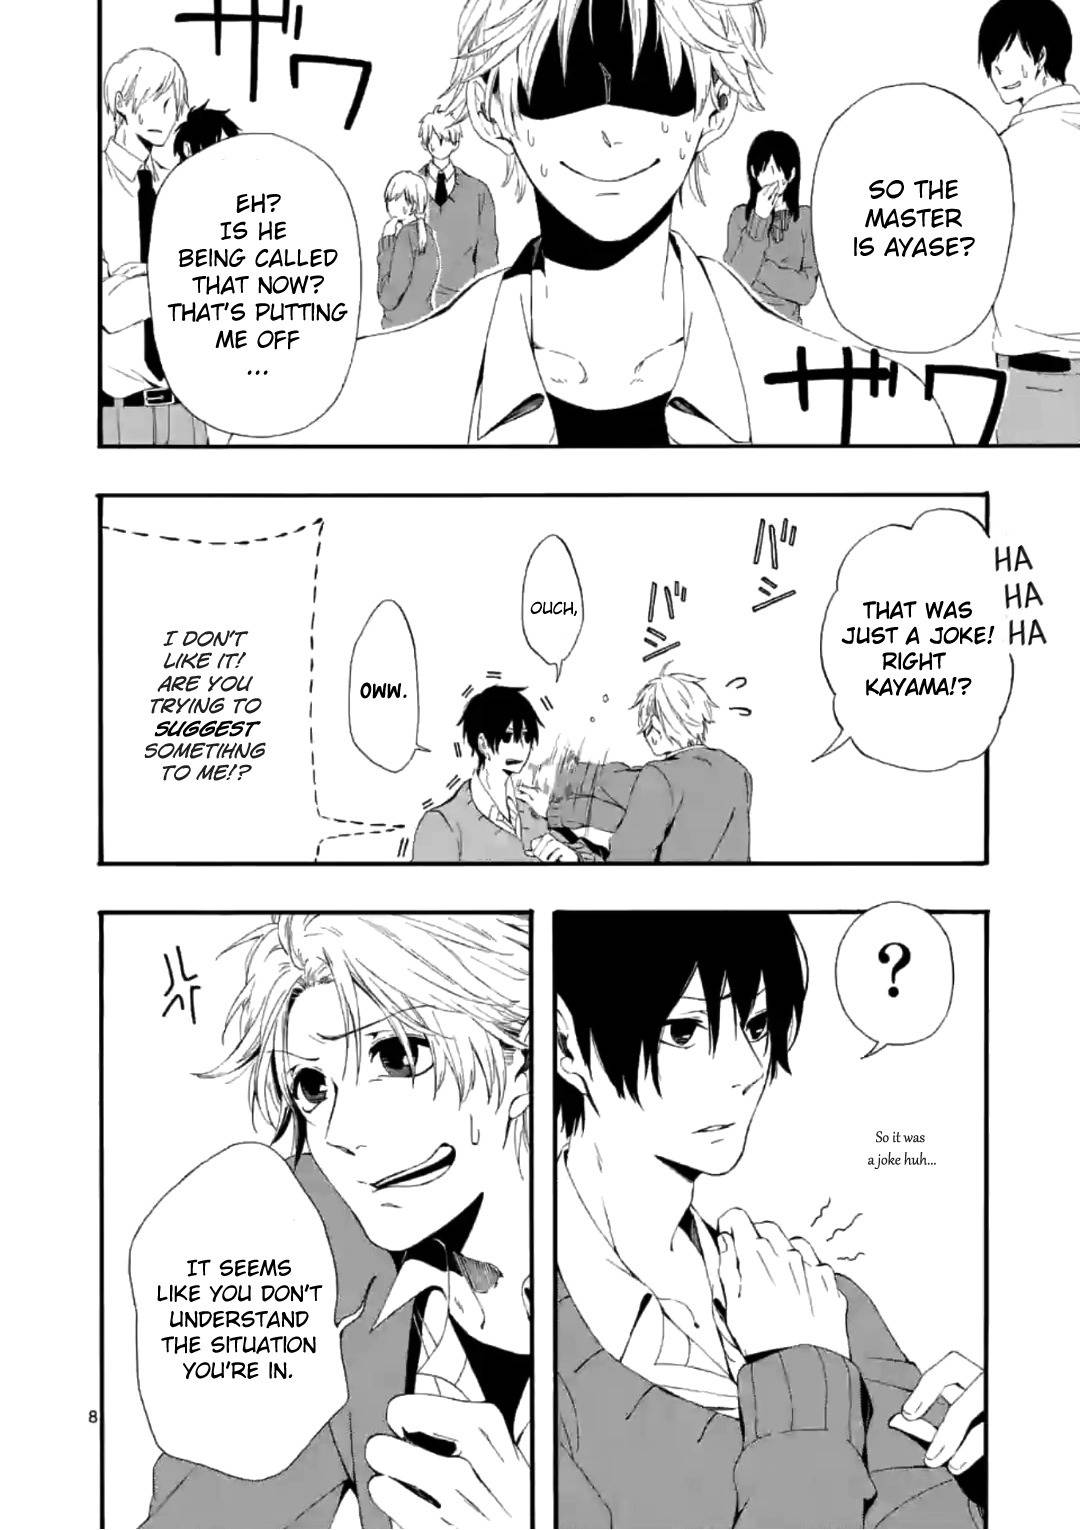 ザワ
SO THE
MASTER
IS AYASE?
EH?
IS HE
BEING CALLED
THAT NOW?
THAT'S PUTTING
ME OFF
...
ザワ
HA
HA
HA
THAT WAS
JUST A JOKE!
RIGHT
KAYAMA!?
バシ
バシ
OUCH,
OWW.
I DON'T
LIKE IT!
ARE YOU
TRYING TO
SUGGEST
SOMETIHNG
TO ME!?
?
So it was
a joke huh...
IT SEEMS
LIKE YOU DON'T
UNDERSTAND
THE SITUATION
YOU'RE IN.
8